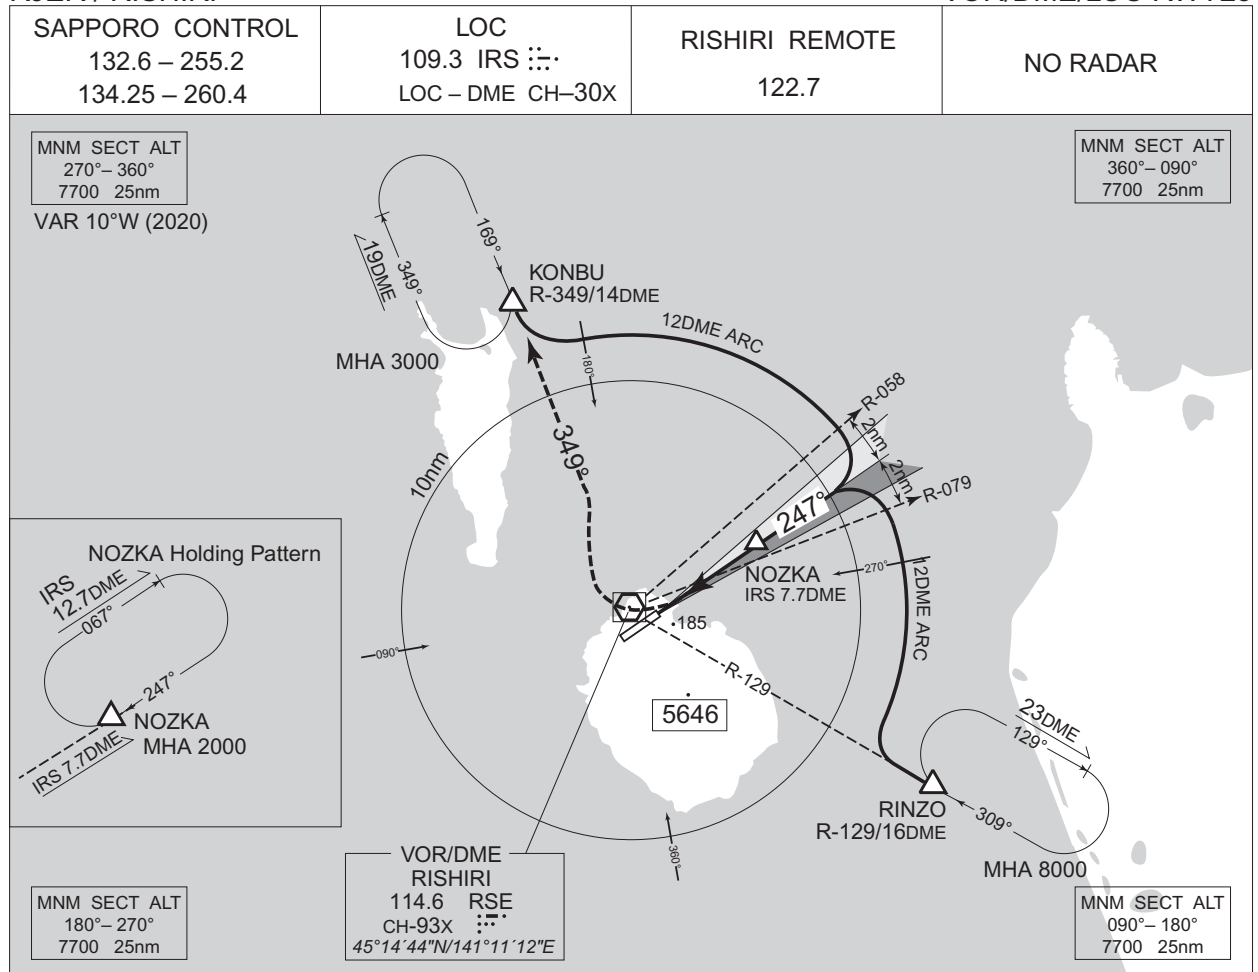 SAPPORO CONTROL
132.6 – 255.2
134.25 – 260.4
LOC
109.3 IRS
LOC – DME CH–30X
RISHIRI REMOTE
122.7
NO RADAR
MNM SECT ALT
270°– 360°
7700 25nm
VAR 10°W (2020)
MNM SECT ALT
360°– 090°
7700 25nm
169°
349°
19DME
KONBU
R-349/14DME
MHA 3000
12DME ARC
180°
R-058
2nm
2nm
R-079
349°
10nm
247°
NOZKA
IRS 7.7DME
270°
12DME ARC
185
090°
R-129
5646
23DME
129°
RINZO
R-129/16DME
309°
MHA 8000
360°
NOZKA Holding Pattern
IRS
12.7DME
067°
247°
NOZKA
MHA 2000
IRS 7.7DME
VOR/DME
RISHIRI
114.6 RSE
CH-93X
45°14´44"N/141°11´12"E
MNM SECT ALT
180°– 270°
7700 25nm
MNM SECT ALT
090°– 180°
7700 25nm